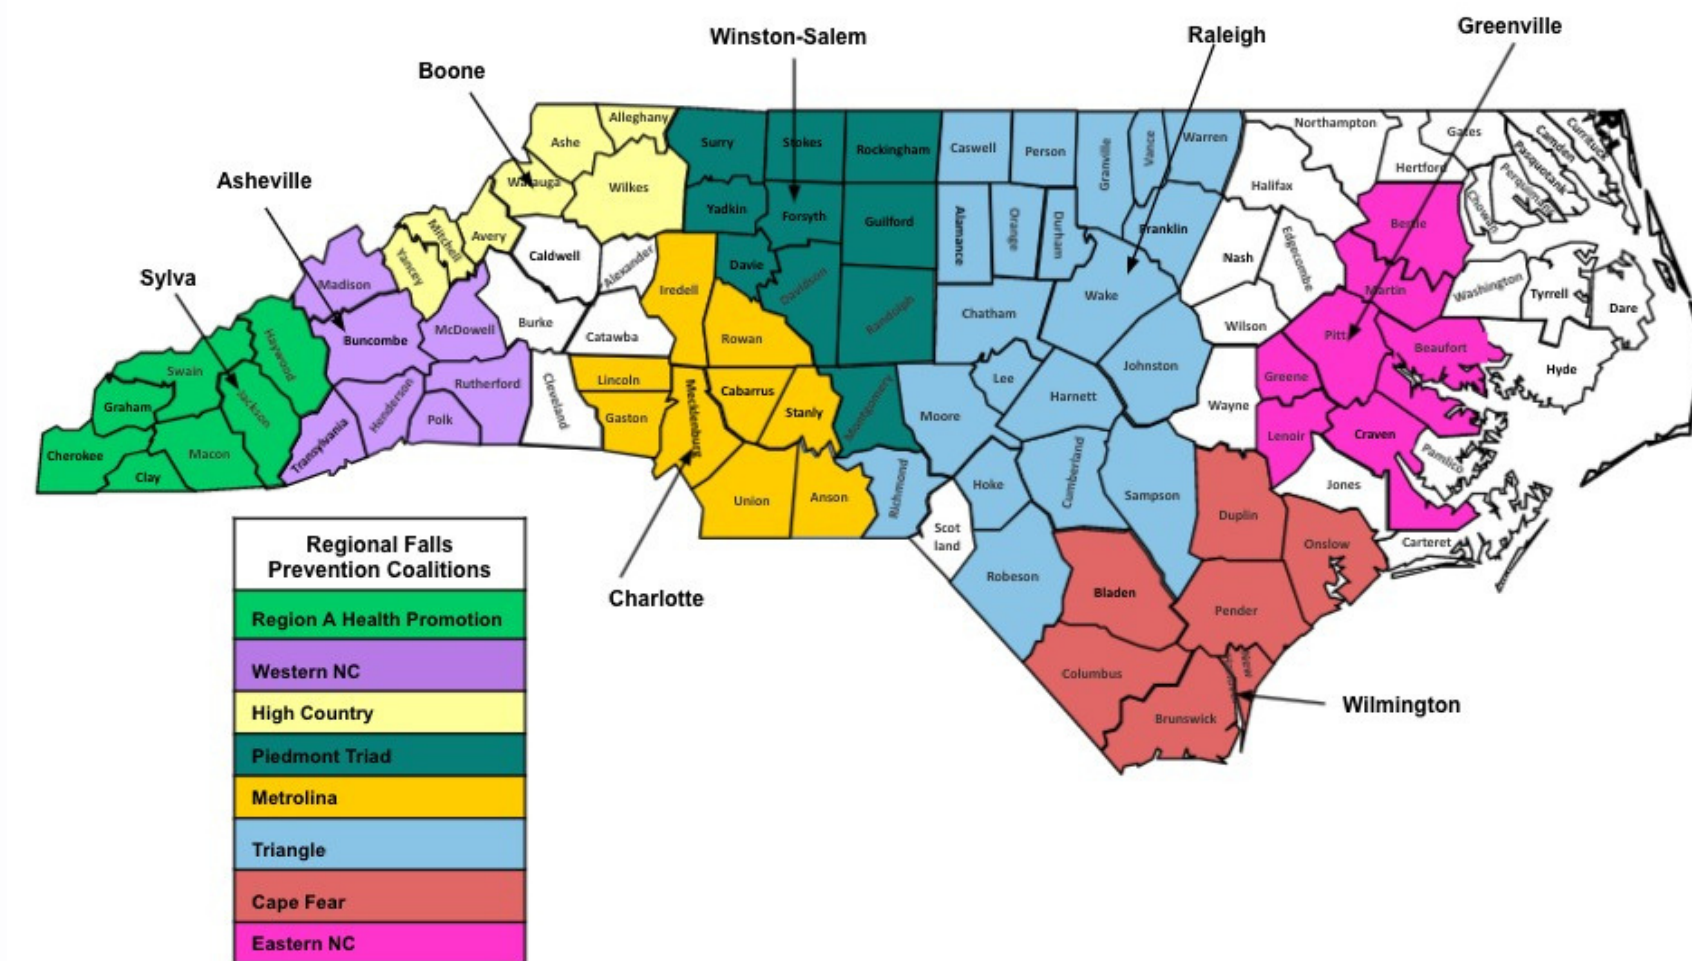 Greenville
Raleigh
Winston-Salem
Boone
Asheville
Sylva
Charlotte
Wilmington
Alleghany
Ashe
Watauga
Wilkes
Surry
Stokes
Rockingham
Caswell
Person
Granville
Vance
Warren
Northampton
Gates
Camden
Currituck
Pasquotank
Perquimans
Hertford
Chowan
Halifax
Bertie
Mitchell
Avery
Yancey
Caldwell
Alexander
Yadkin
Forsyth
Guilford
Alamance
Orange
Durham
Franklin
Nash
Edgecombe
Martin
Washington
Tyrrell
Dare
Madison
Buncombe
McDowell
Burke
Catawba
Iredell
Davie
Davidson
Randolph
Rowan
Chatham
Wake
Wilson
Pitt
Beaufort
Hyde
Haywood
Swain
Graham
Jackson
Cherokee
Clay
Macon
Transylvania
Henderson
Polk
Rutherford
Cleveland
Lincoln
Gaston
Mecklenburg
Cabarrus
Stanly
Montgomery
Moore
Lee
Harnett
Johnston
Wayne
Greene
Lenoir
Craven
Pamlico
Jones
Carteret
Union
Anson
Richmond
Scot
land
Hoke
Cumberland
Sampson
Duplin
Onslow
Robeson
Bladen
Pender
Columbus
Brunswick
New
Regional Falls
Prevention Coalitions
Region A Health Promotion
Western NC
High Country
Piedmont Triad
Metrolina
Triangle
Cape Fear
Eastern NC